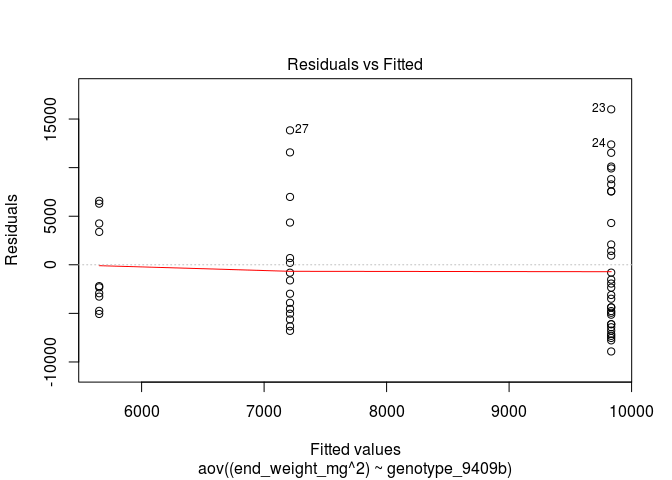 Residuals vs Fitted
Residuals
15000
5000
0
-10000
27
23
24
6000 7000 8000 9000 10000
Fitted values
aov((end_weight_mg^2) ~ genotype_9409b)